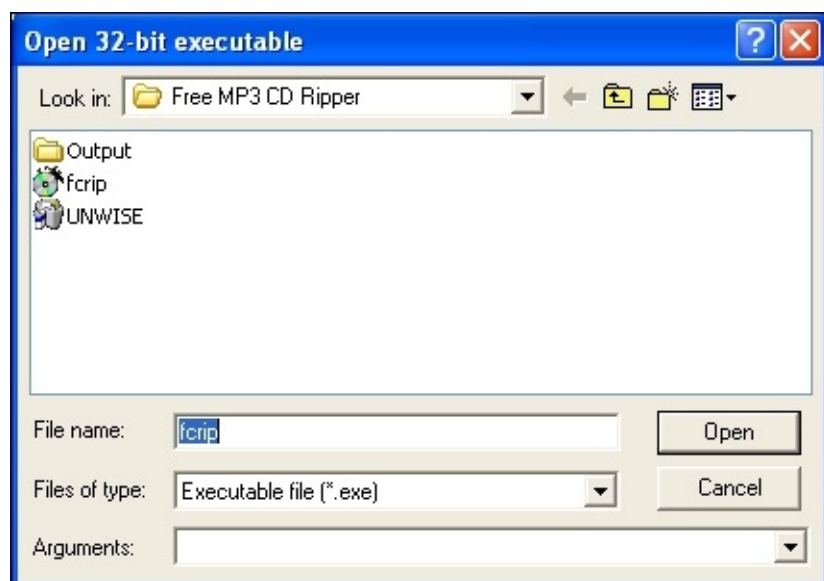 Open 32-bit executable
Look in: Free MP3 CD Ripper
Output
fcrip
UNWISE
File name: fcrip Open
Files of type: Executable file (*.exe) Cancel
Arguments: